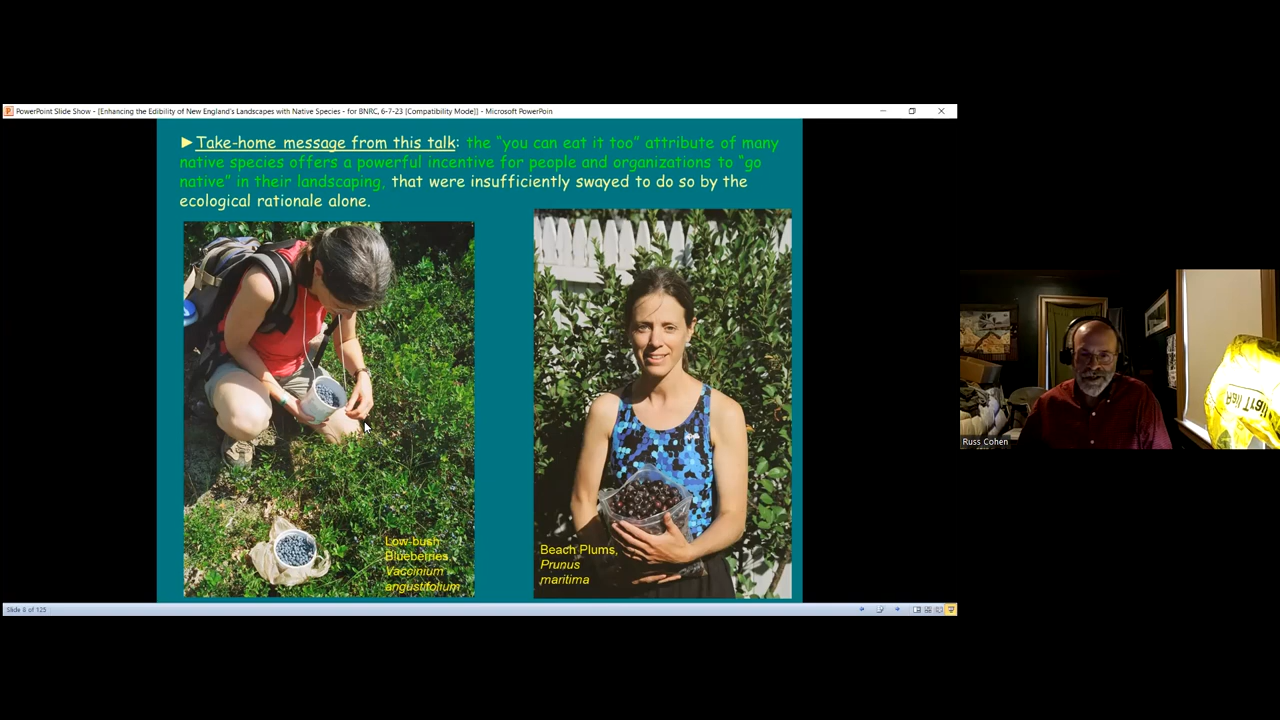 PowerPoint Slide Show - [Enhancing the Edibility of New England's Landscapes with Native Species - for BNRC, 6-7-23 [Compatibility Mode]] - Microsoft PowerPoin
►Take-home message from this talk: the "you can eat it too" attribute of many
native species offers a powerful incentive for people and organizations to "go
native" in their landscaping, that were insufficiently swayed to do so by the
ecological rationale alone.
Low-bush
Blueberries,
Vaccinium
angustifolium
Beach Plums,
Prunus
maritima
Slide 8 of 125
Russ Cohen